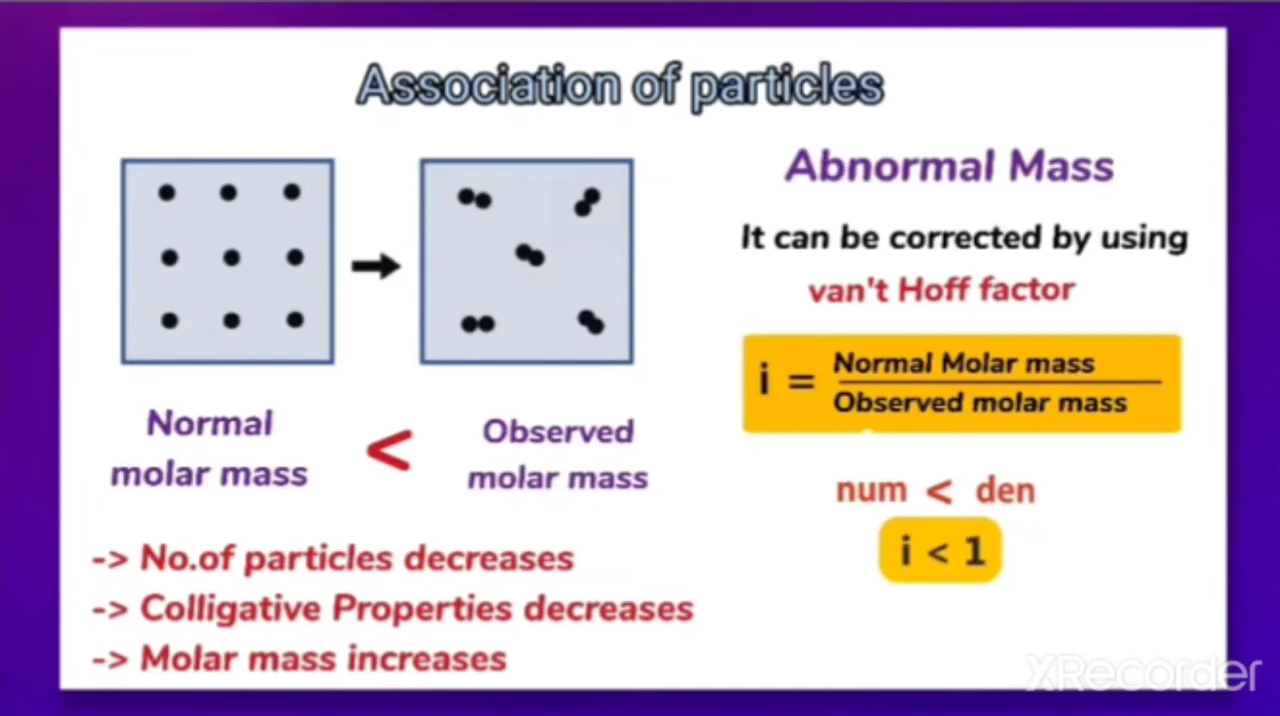 Association of particles
Abnormal Mass
It can be corrected by using
van't Hoff factor
i = Normal Molar mass
Observed molar mass
Normal
molar mass
<
Observed
molar mass
num < den
i < 1
-> No.of particles decreases
-> Colligative Properties decreases
-> Molar mass increases
XRecorder